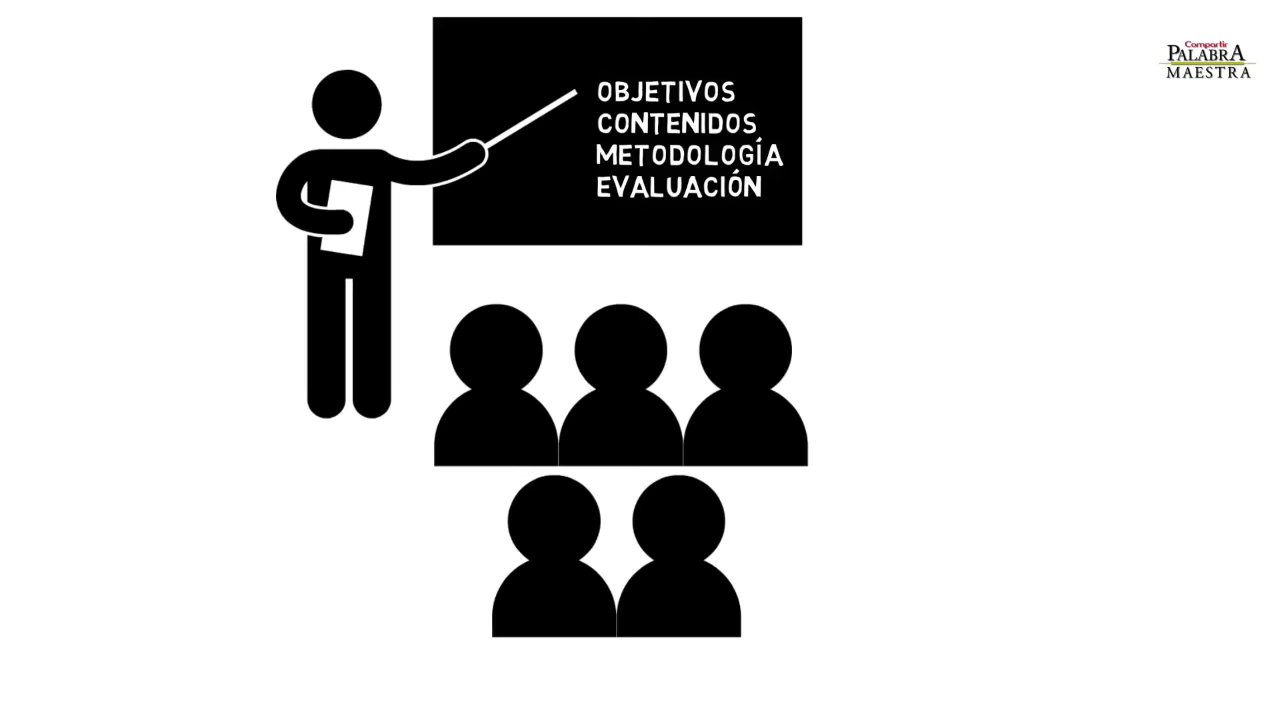 OBJETIVOS
CONTENIDOS
METODOLOGÍA
EVALUACIÓN
Compartir
PALABRA
MAESTRA